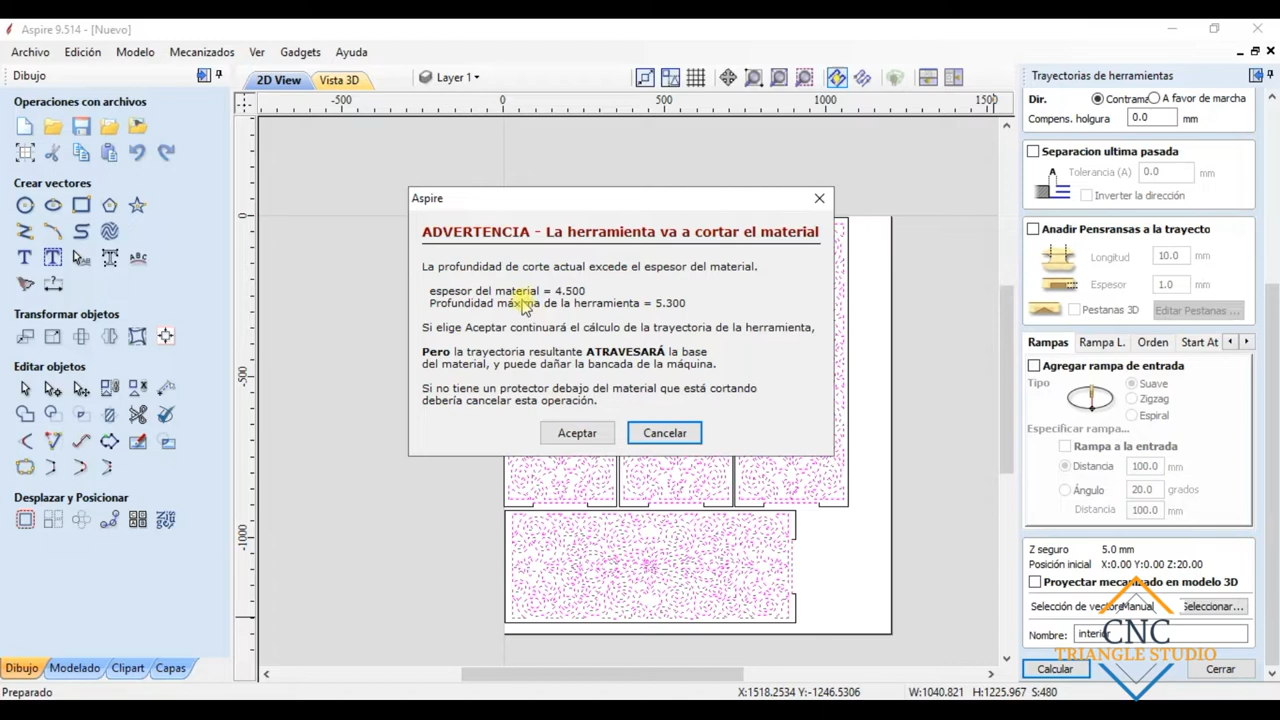 Aspire 9.514 - [Nuevo]
Archivo Edición Modelo Mecanizados Ver Gadgets Ayuda
Dibujo
Operaciones con archivos
Crear vectores
Transformar objetos
Editar objetos
Desplazar y Posicionar
Dibujo Modelado Clipart Capas
Preparado
2D View Vista 3D
Layer 1
-500 0 500 1000 1500
0
-500
-1000
Aspire
ADVERTENCIA - La herramienta va a cortar el material
La profundidad de corte actual excede el espesor del material.
espesor del material = 4.500
Profundidad máxima de la herramienta = 5.300
Si elige Aceptar continuará el cálculo de la trayectoria de la herramienta,
Pero la trayectoria resultante ATRAVESARÁ la base
del material, y puede dañar la bancada de la máquina.
Si no tiene un protector debajo del material que está cortando
debería cancelar esta operación.
Aceptar Cancelar
X:1518.2534 Y:-1246.5306 W:1040.821 H:1225.967 S:480
Trayectorias de herramientas
Dir. Contrama A favor de marcha
Compens. holgura 0.0 mm
Separacion ultima pasada
A Tolerancia (A) 0.0 mm
Inverter la dirección
Anadir Pensransas a la trayecto
Longitud 10.0 mm
Espesor 1.0 mm
Pestanas 3D Editar Pestanas ...
Rampas Rampa L. Orden Start At
Agregar rampa de entrada
Tipo Suave
Zigzag
Espiral
Especificar rampa...
Rampa a la entrada
Distancia 100.0 mm
Ángulo 20.0 grados
Distancia 100.0 mm
Z seguro 5.0 mm
Posición inicial X:0.00 Y:0.00 Z:20.00
Proyectar mecanizado en modelo 3D
Selección de vectore Manual Seleccionar...
Nombre: interior
CNC
TRIANGLE STUDIO
Calcular Cerrar